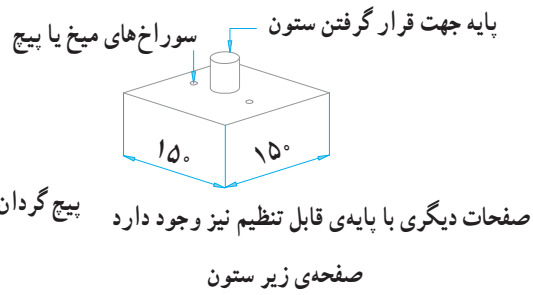 پایه جهت قرار گرفتن ستون
سوراخ‌های میخ یا پیچ
۱۵۰
۱۵۰
پیچ گردان
صفحات دیگری با پایه‌ی قابل تنظیم نیز وجود دارد
صفحه‌ی زیر ستون